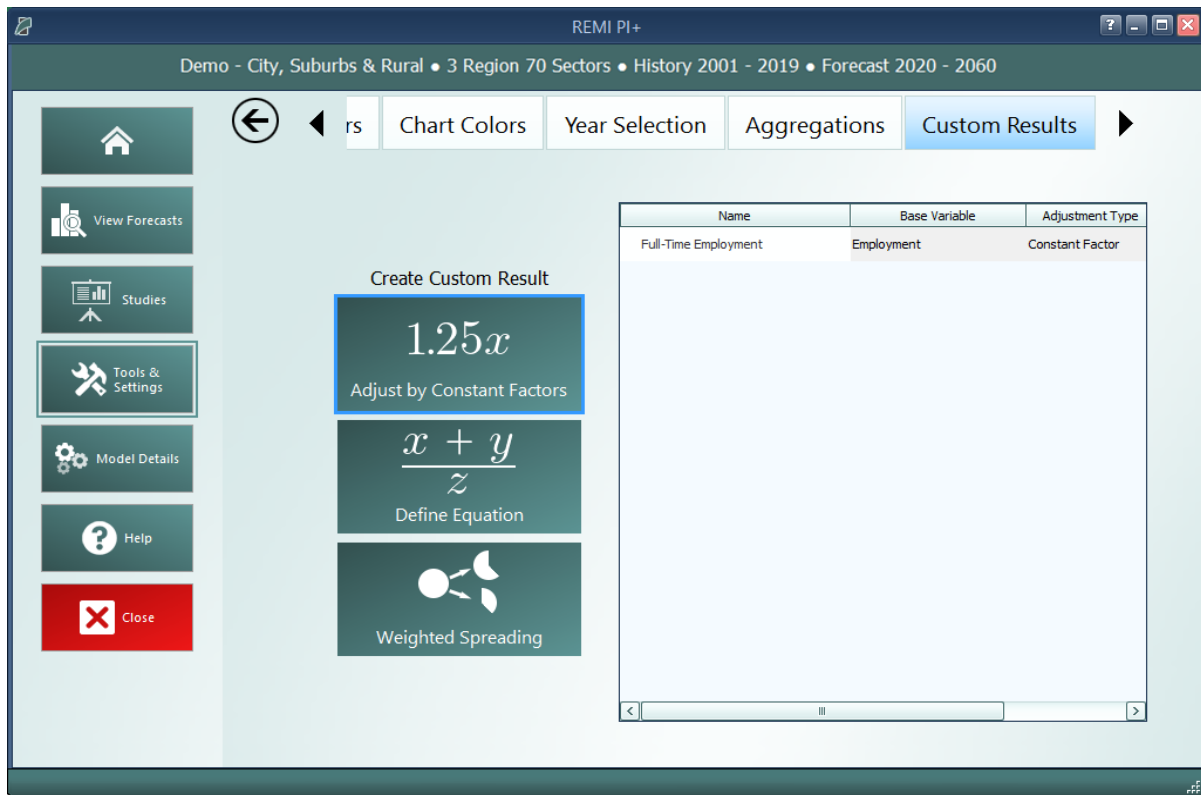 REMI PI+
Demo - City, Suburbs & Rural • 3 Region 70 Sectors • History 2001 - 2019 • Forecast 2020 - 2060
rs
Chart Colors
Year Selection
Aggregations
Custom Results
View Forecasts
Studies
Tools &
Settings
Model Details
Help
Close
Create Custom Result
1.25x
Adjust by Constant Factors
x + y
z
Define Equation
Weighted Spreading
Name Base Variable Adjustment Type
Full-Time Employment Employment Constant Factor